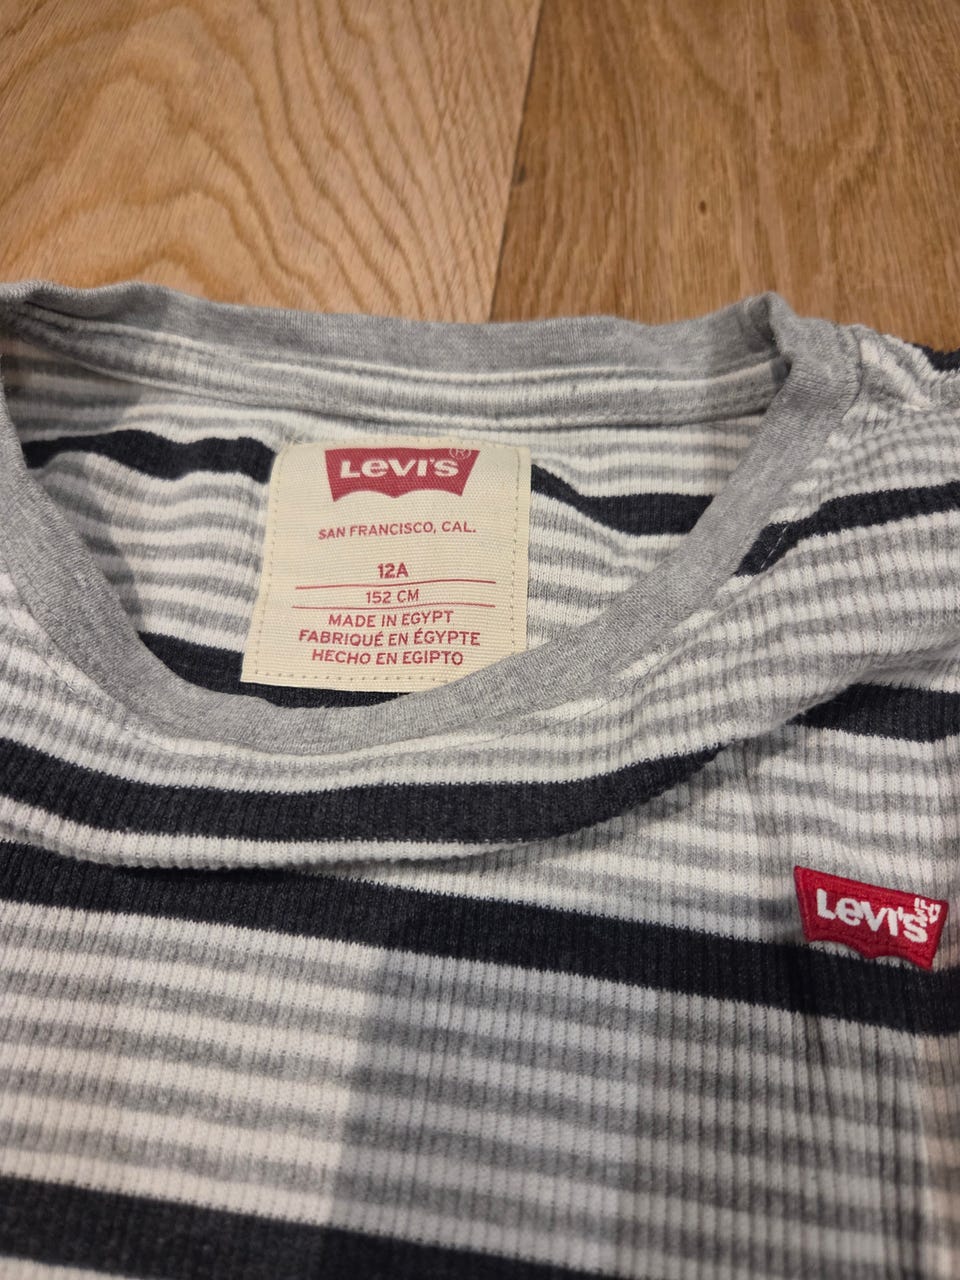 Levi's®
SAN FRANCISCO, CAL.
12A
152 CM
MADE IN EGYPT
FABRIQUÉ EN ÉGYPTE
HECHO EN EGIPTO
Levi's